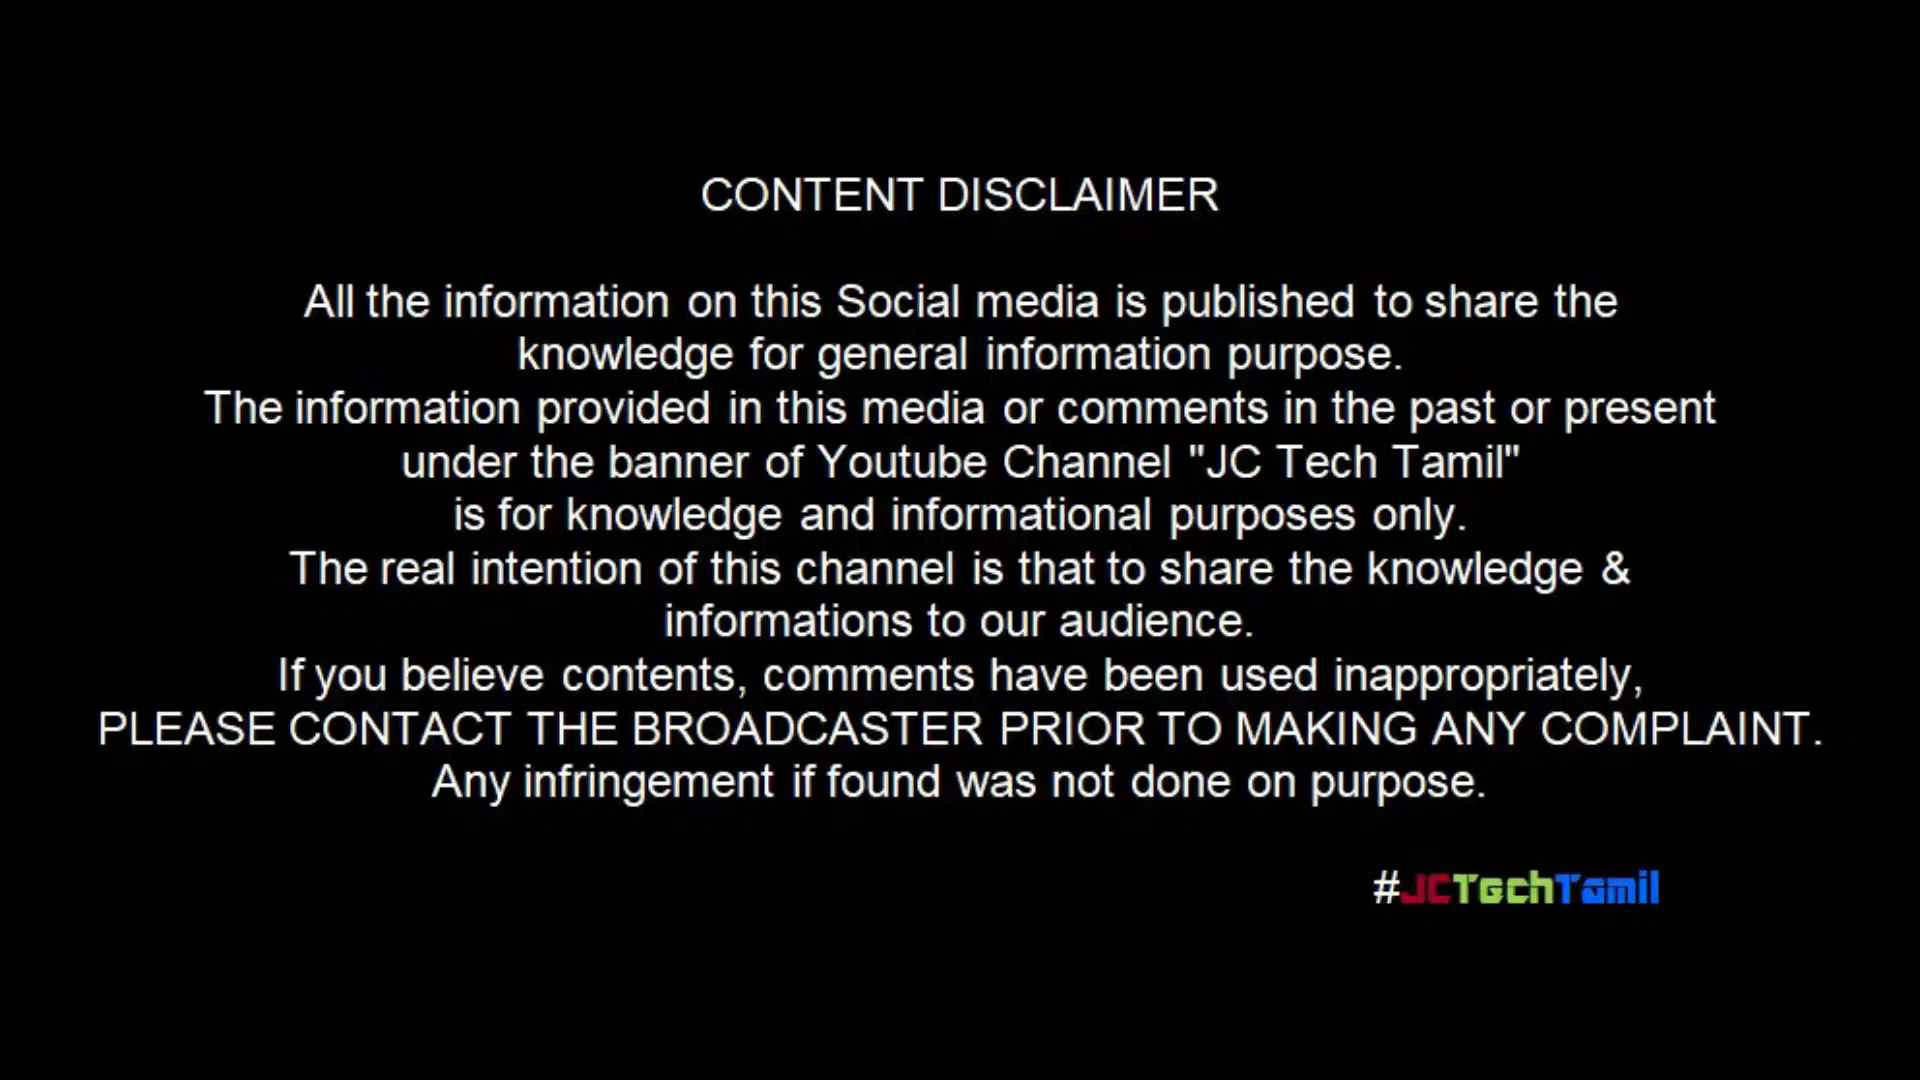 CONTENT DISCLAIMER
All the information on this Social media is published to share the
knowledge for general information purpose.
The information provided in this media or comments in the past or present
under the banner of Youtube Channel "JC Tech Tamil"
is for knowledge and informational purposes only.
The real intention of this channel is that to share the knowledge &
informations to our audience.
If you believe contents, comments have been used inappropriately,
PLEASE CONTACT THE BROADCASTER PRIOR TO MAKING ANY COMPLAINT.
Any infringement if found was not done on purpose.
#JCTechTamil